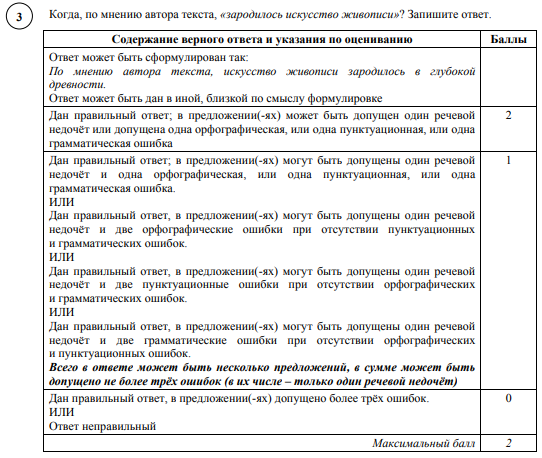 3
Когда, по мнению автора текста, «зародилось искусство живописи»? Запишите ответ.
Содержание верного ответа и указания по оцениванию
Баллы
Ответ может быть сформулирован так:
По мнению автора текста, искусство живописи зародилось в глубокой
древности.
Ответ может быть дан в иной, близкой по смыслу формулировке
Дан правильный ответ; в предложении(-ях) может быть допущен один речевой
недочёт или допущена одна орфографическая, или одна пунктуационная, или одна
грамматическая ошибка
2
Дан правильный ответ; в предложении(-ях) могут быть допущены один речевой
недочёт и одна орфографическая, или одна пунктуационная, или одна
грамматическая ошибка.
ИЛИ
Дан правильный ответ, в предложении(-ях) могут быть допущены один речевой
недочёт и две орфографические ошибки при отсутствии пунктуационных
и грамматических ошибок.
ИЛИ
Дан правильный ответ, в предложении(-ях) могут быть допущены один речевой
недочёт и две пунктуационные ошибки при отсутствии орфографических
и грамматических ошибок.
ИЛИ
Дан правильный ответ, в предложении(-ях) могут быть допущены один речевой
недочёт и две грамматические ошибки при отсутствии орфографических
и пунктуационных ошибок.
Всего в ответе может быть несколько предложений, в сумме может быть
допущено не более трёх ошибок (в их числе – только один речевой недочёт)
1
Дан правильный ответ, в предложении(-ях) допущено более трёх ошибок.
ИЛИ
Ответ неправильный
0
Максимальный балл
2